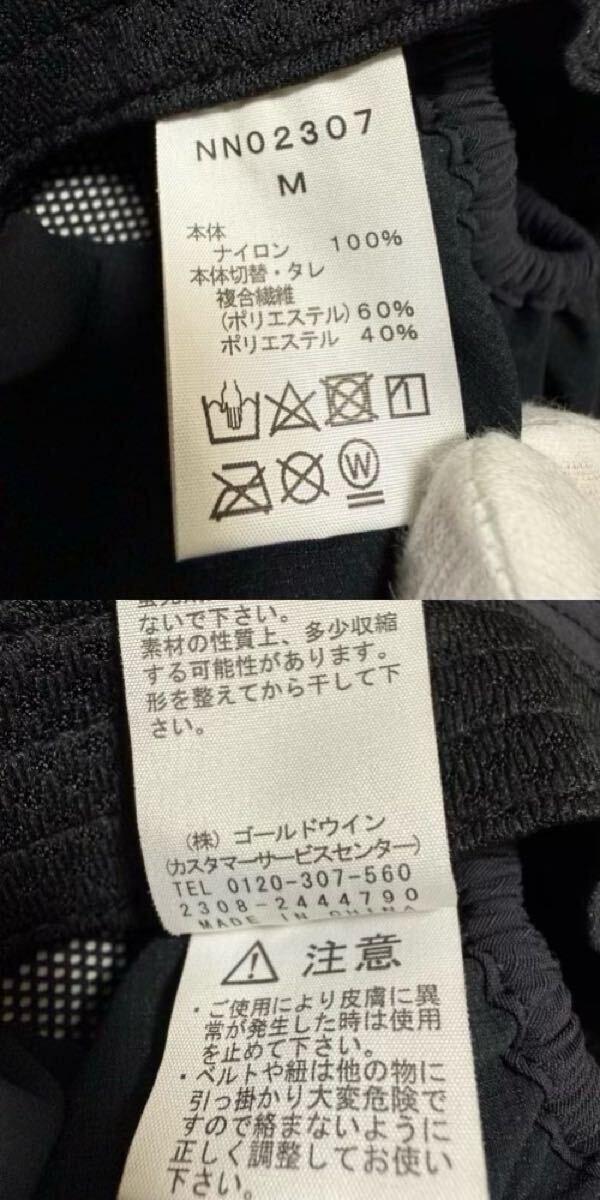 NN02307
M
本体
ナイロン 100%
本体切替・タレ
複合繊維
(ポリエステル)60%
ポリエステル 40%
W
ないで下さい。
素材の性質上、多少収縮
する可能性があります。
形を整えてから干して下
さい。
(株)ゴールドウイン
(カスタマーサービスセンター)
TEL 0120-307-560
2308-2444790
MADE IN CHINA
注意
・ご使用により皮膚に異
常が発生した時は使用
を止めて下さい。
・ベルトや紐は他の物に
引っ掛かり大変危険で
すので絡まないように
正しく調整してお使い
下さい。